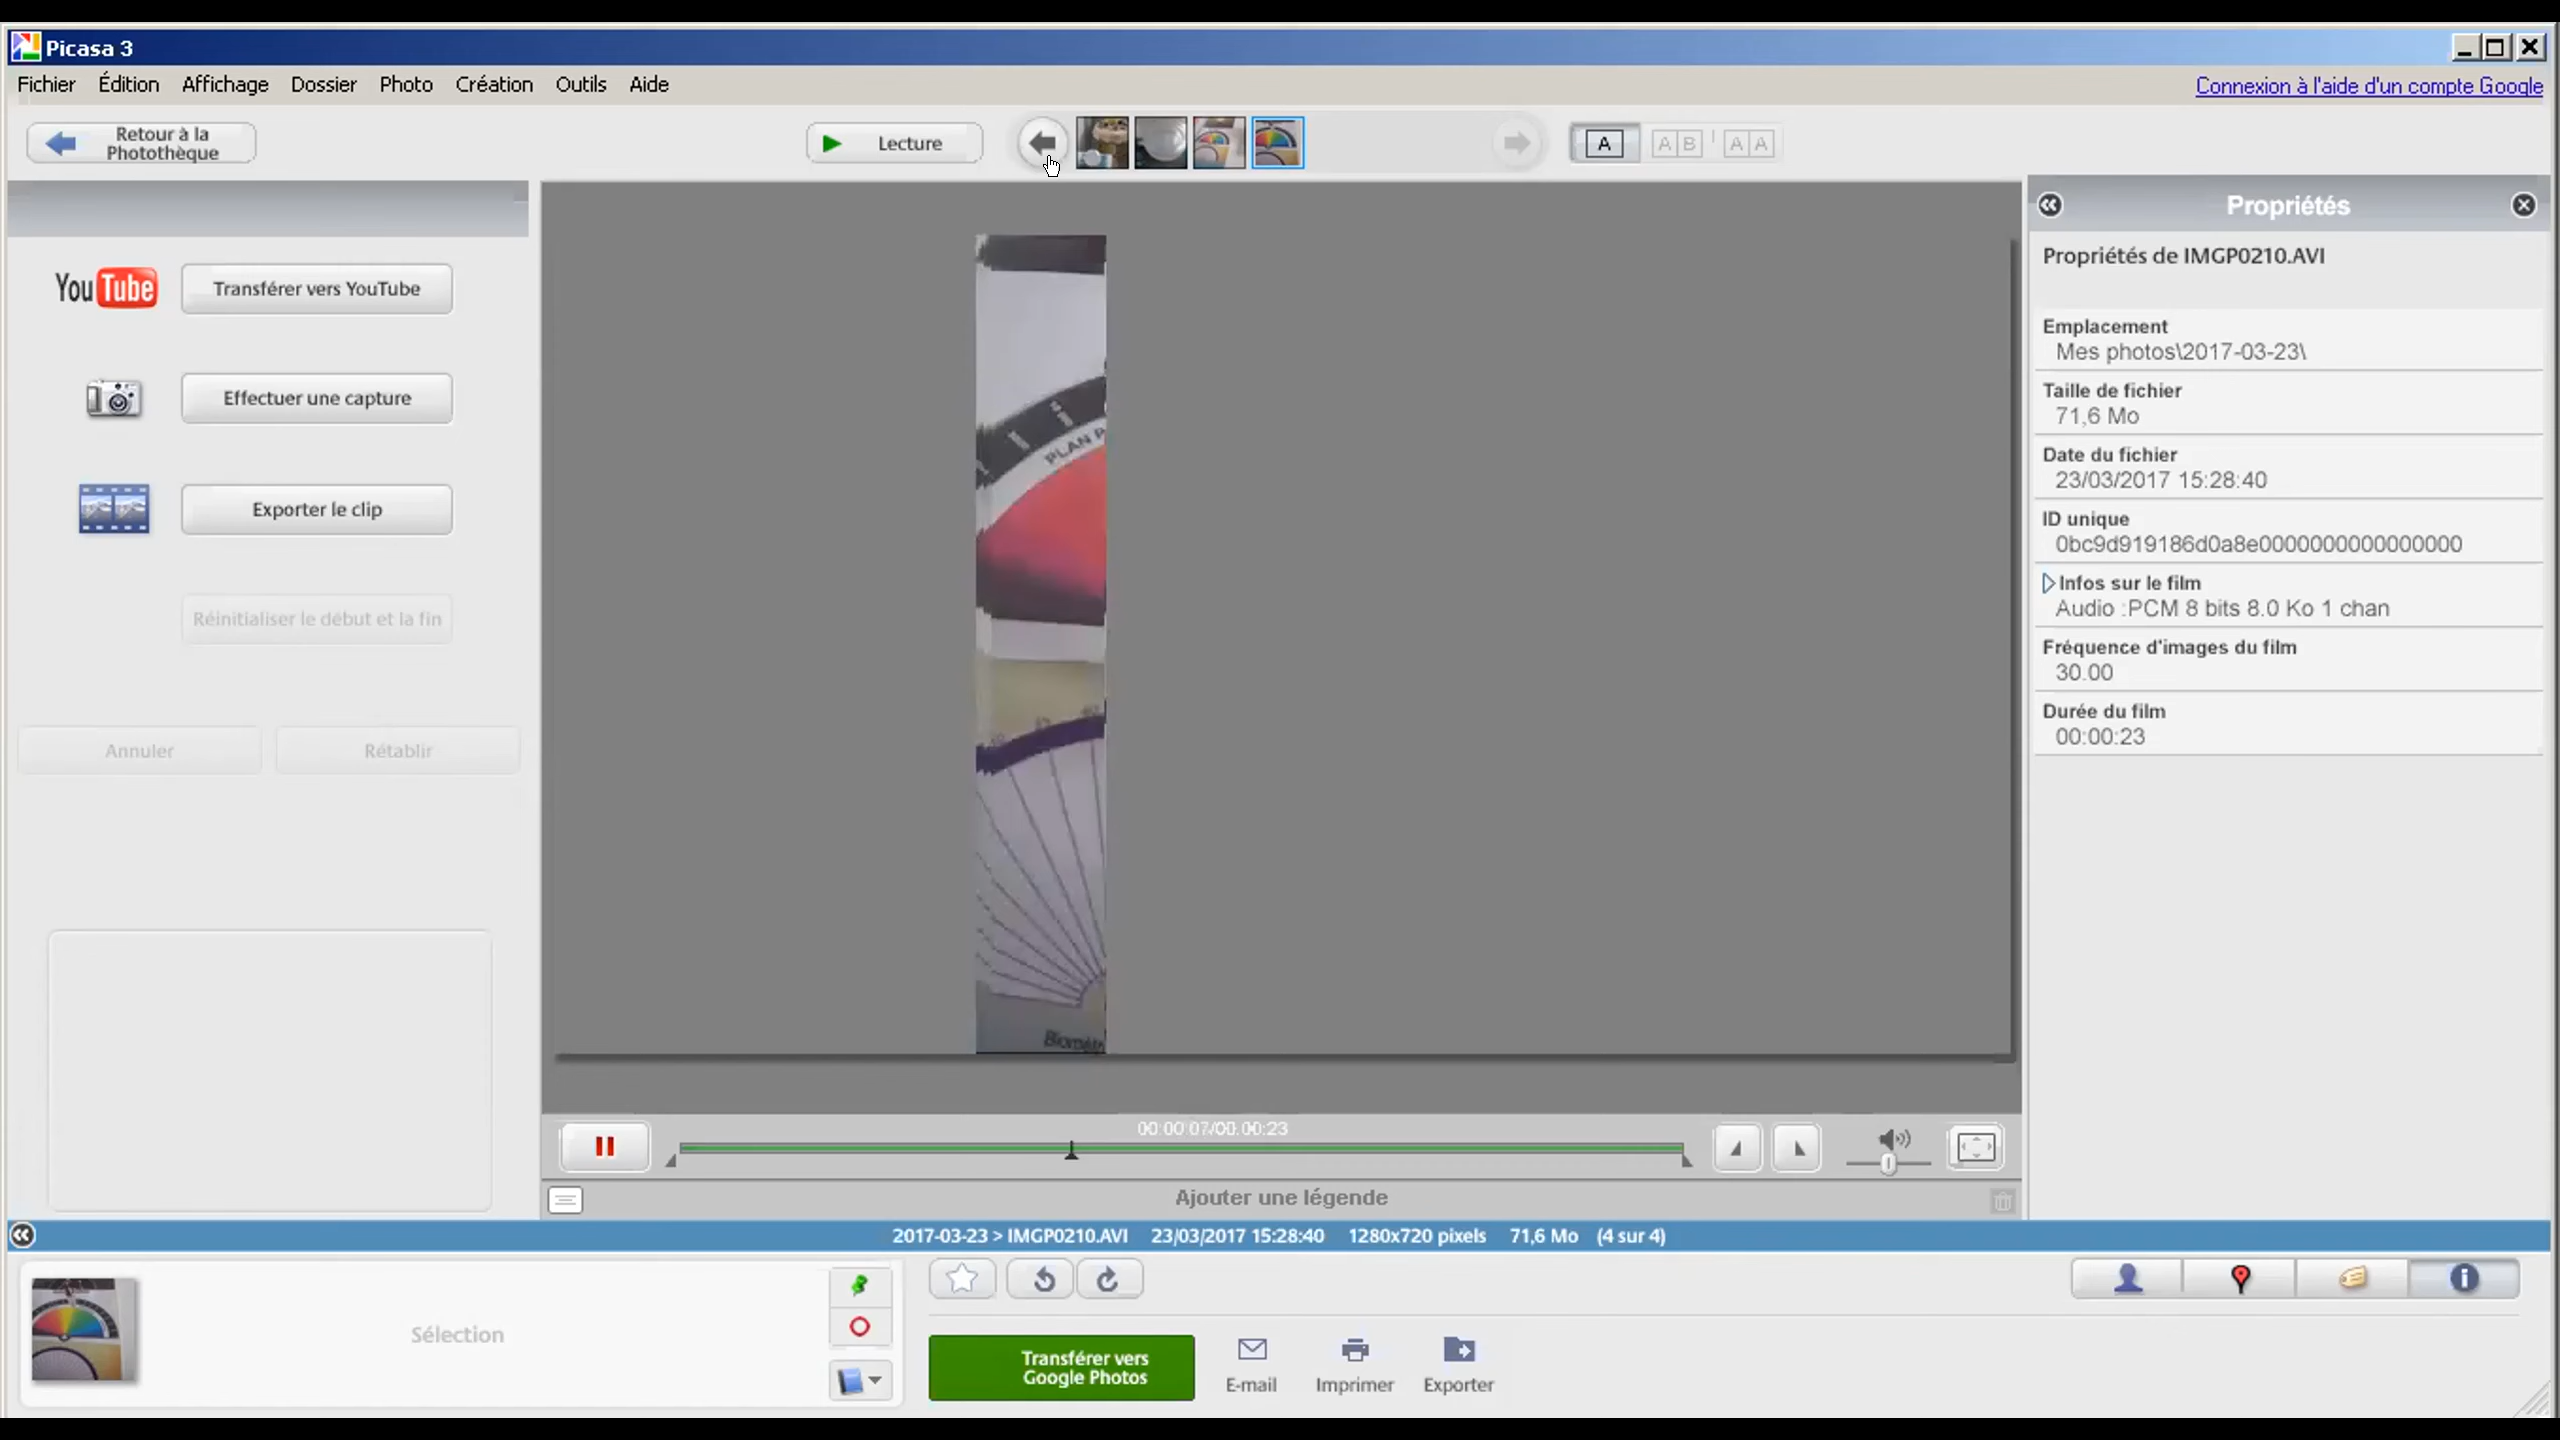 Picasa 3
Fichier Édition Affichage Dossier Photo Création Outils Aide
Connexion à l'aide d'un compte Google
Retour à la
Photothèque
Lecture
A
A B
A A
Propriétés
Propriétés de IMGP0210.AVI
Emplacement
Mes photos\2017-03-23\
Taille de fichier
71,6 Mo
Date du fichier
23/03/2017 15:28:40
ID unique
0bc9d919186d0a8e0000000000000000
Infos sur le film
Audio :PCM 8 bits 8.0 Ko 1 chan
Fréquence d'images du film
30.00
Durée du film
00:00:23
YouTube
Transférer vers YouTube
Effectuer une capture
Exporter le clip
Réinitialiser le début et la fin
Annuler
Rétablir
PLAN P
Biomét
00:00:07/00:00:23
Ajouter une légende
2017-03-23 > IMGP0210.AVI 23/03/2017 15:28:40 1280x720 pixels 71,6 Mo (4 sur 4)
Sélection
Transférer vers
Google Photos
E-mail
Imprimer
Exporter